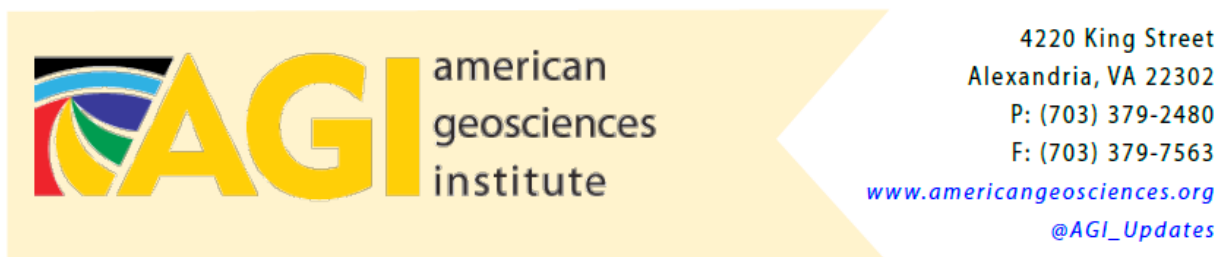 AGI
american
geosciences
institute
4220 King Street
Alexandria, VA 22302
P: (703) 379-2480
F: (703) 379-7563
www.americangeosciences.org
@AGI_Updates